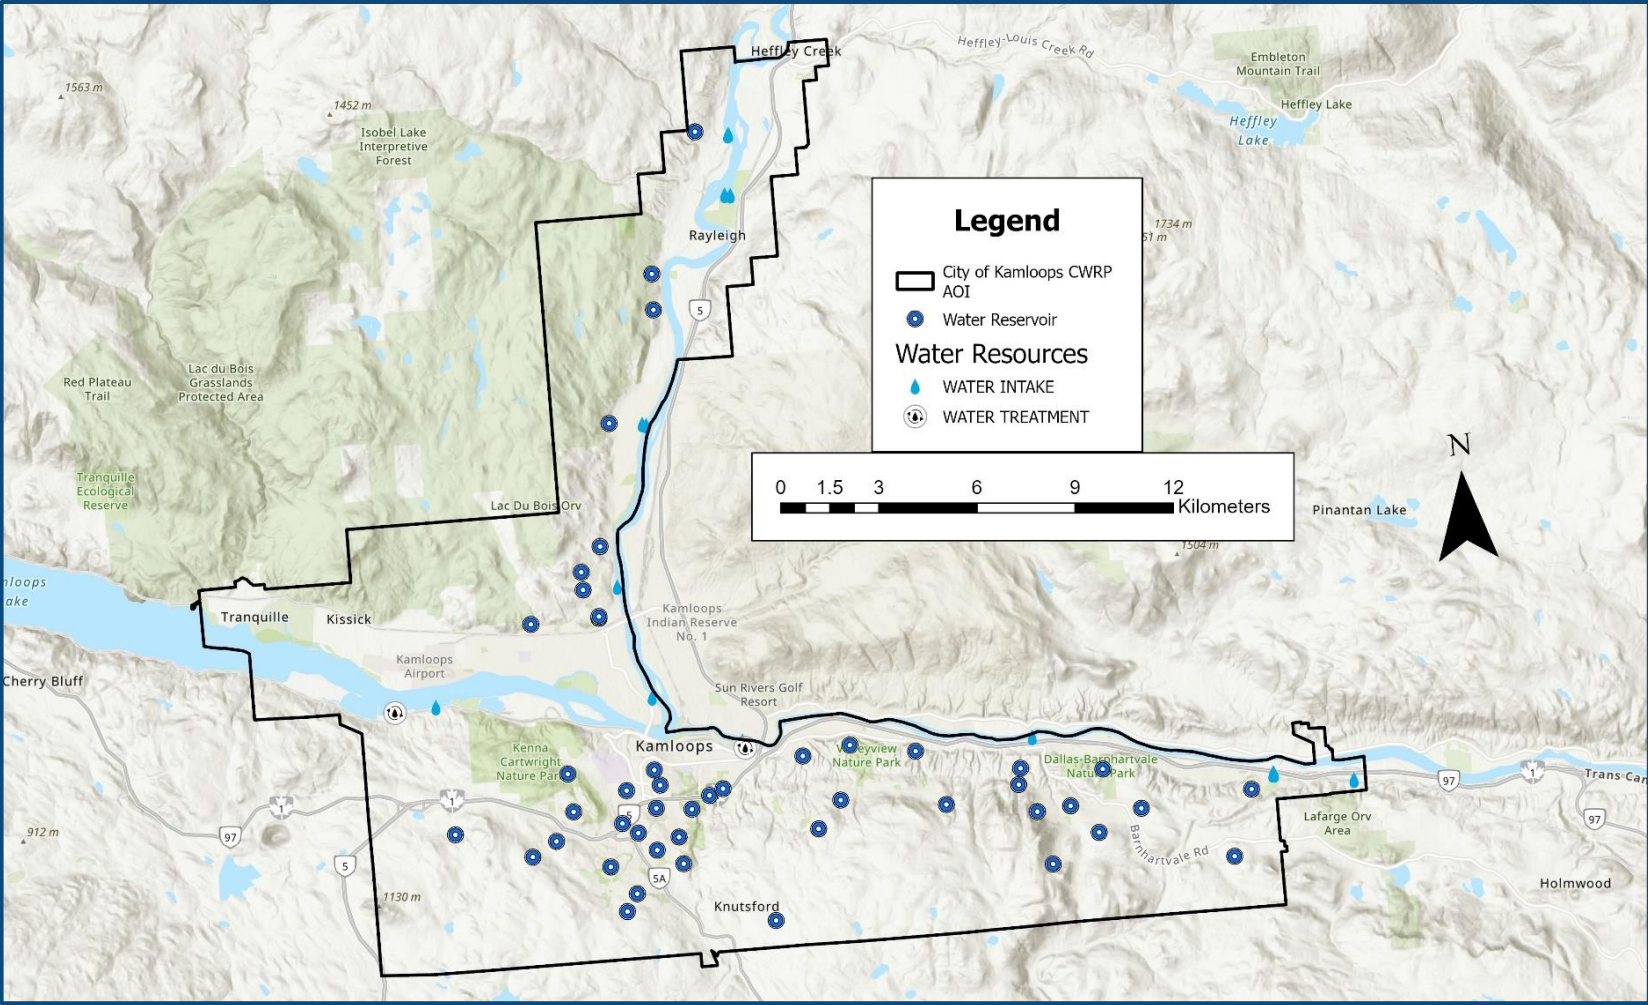 Heffley Creek
Heffley-Louis Creek Rd
Embleton
Mountain Trail
1563 m
1452 m
Heffley Lake
Heffley
Lake
Isobel Lake
Interpretive
Forest
Legend
City of Kamloops CWRP
AOI
Water Reservoir
Water Resources
WATER INTAKE
WATER TREATMENT
1734 m
51 m
Rayleigh
5
Lac du Bois
Grasslands
Protected Area
Red Plateau
Trail
Tranquille
Ecological
Reserve
Lac Du Bois Orv
0 1.5 3 6 9 12
Kilometers
N
Pinantan Lake
1504 m
nloops
ake
Tranquille
Kissick
Kamloops
Indian Reserve
No. 1
Kamloops
Airport
Cherry Bluff
Sun Rivers Golf
Resort
Kamloops
Kenna
Cartwright
Nature Park
Valleyview
Nature Park
Dallas-Barnhartvale
Nature Park
97
1
Trans Can
1
1
97
5
5
912 m
Lafarge Orv
Area
97
Barnhartvale Rd
5A
1130 m
Knutsford
Holmwood